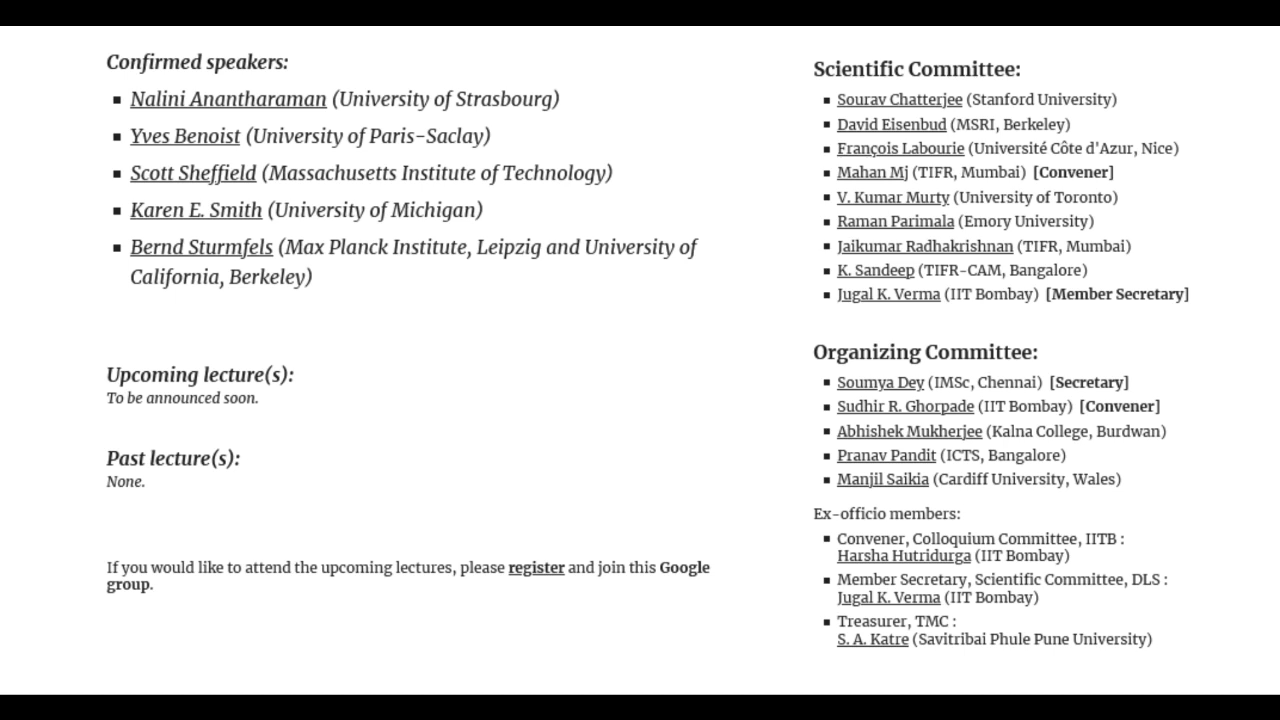 Confirmed speakers:
▪ Nalini Anantharaman (University of Strasbourg)
▪ Yves Benoist (University of Paris-Saclay)
▪ Scott Sheffield (Massachusetts Institute of Technology)
▪ Karen E. Smith (University of Michigan)
▪ Bernd Sturmfels (Max Planck Institute, Leipzig and University of
California, Berkeley)
Upcoming lecture(s):
To be announced soon.
Past lecture(s):
None.
If you would like to attend the upcoming lectures, please register and join this Google
group.
Scientific Committee:
▪ Sourav Chatterjee (Stanford University)
▪ David Eisenbud (MSRI, Berkeley)
▪ François Labourie (Université Côte d'Azur, Nice)
▪ Mahan Mj (TIFR, Mumbai) [Convener]
▪ V. Kumar Murty (University of Toronto)
▪ Raman Parimala (Emory University)
▪ Jaikumar Radhakrishnan (TIFR, Mumbai)
▪ K. Sandeep (TIFR-CAM, Bangalore)
▪ Jugal K. Verma (IIT Bombay) [Member Secretary]
Organizing Committee:
▪ Soumya Dey (IMSc, Chennai) [Secretary]
▪ Sudhir R. Ghorpade (IIT Bombay) [Convener]
▪ Abhishek Mukherjee (Kalna College, Burdwan)
▪ Pranav Pandit (ICTS, Bangalore)
▪ Manjil Saikia (Cardiff University, Wales)
Ex-officio members:
▪ Convener, Colloquium Committee, IITB :
Harsha Hutridurga (IIT Bombay)
▪ Member Secretary, Scientific Committee, DLS :
Jugal K. Verma (IIT Bombay)
▪ Treasurer, TMC :
S. A. Katre (Savitribai Phule Pune University)